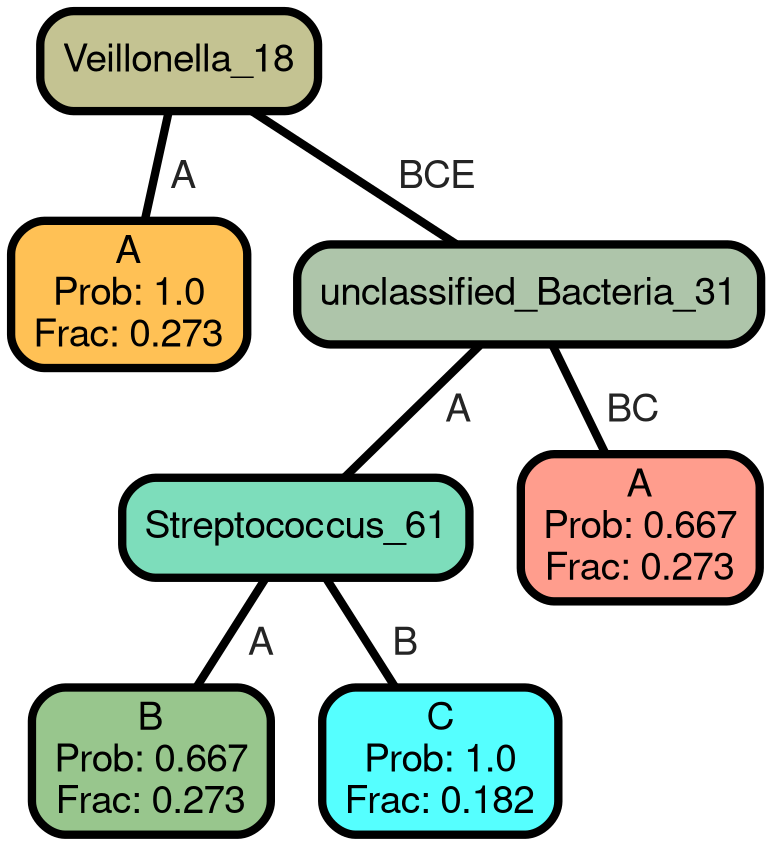 Veillonella_18
A
BCE
A
Prob: 1.0
Frac: 0.273
unclassified_Bacteria_31
A
BC
Streptococcus_61
A
Prob: 0.667
Frac: 0.273
A
B
B
Prob: 0.667
Frac: 0.273
C
Prob: 1.0
Frac: 0.182